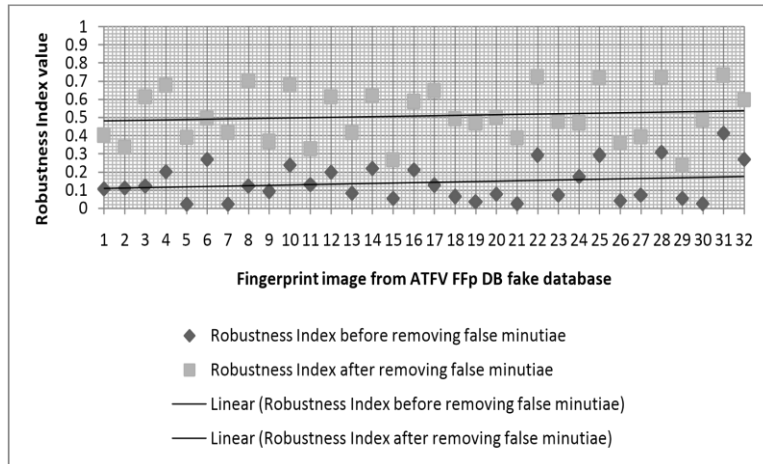 1
0.9
0.8
0.7
0.6
0.5
0.4
0.3
0.2
0.1
0
Robustness Index value
1 2 3 4 5 6 7 8 9 10 11 12 13 14 15 16 17 18 19 20 21 22 23 24 25 26 27 28 29 30 31 32
Fingerprint image from ATFV FFp DB fake database
Robustness Index before removing false minutiae
Robustness Index after removing false minutiae
Linear (Robustness Index before removing false minutiae)
Linear (Robustness Index after removing false minutiae)